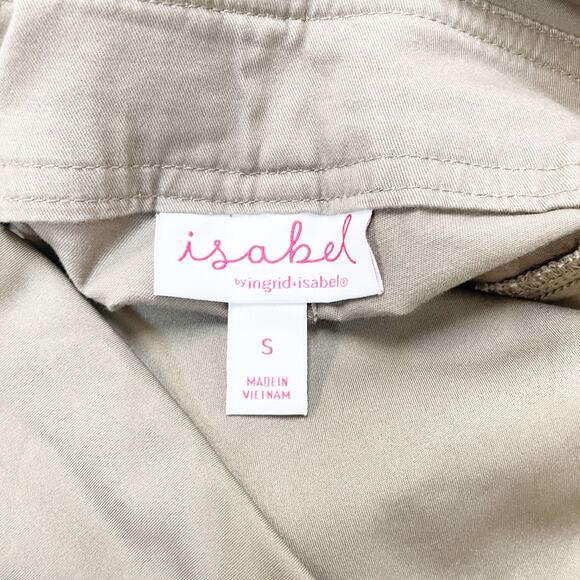 isabel
by ingrid+isabel®
S
MADE IN
VIETNAM